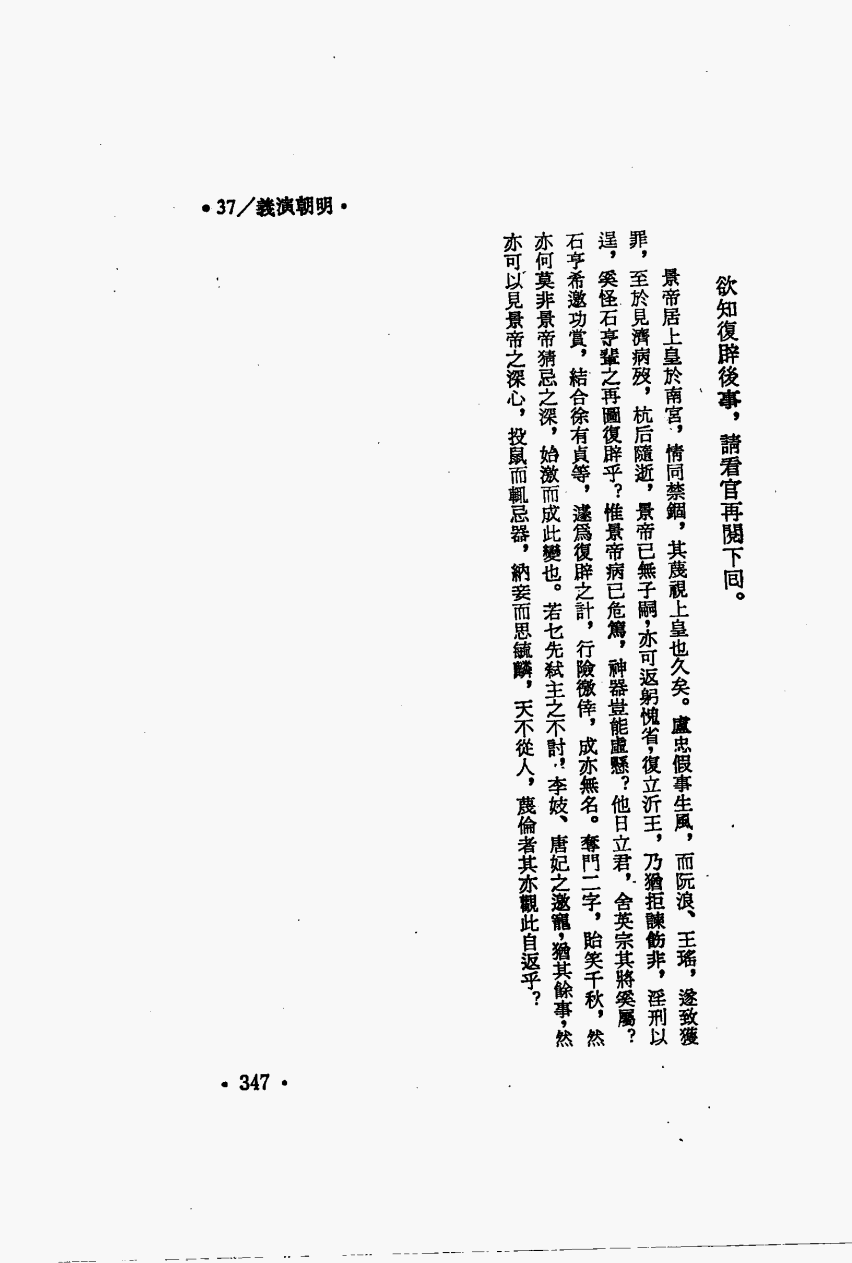 •37／義演朝明•
欲知復辟後事，請看官再閱下回。
景帝居上皇於南宮，情同禁錮，其蔑視上皇也久矣。盧忠假事生風，而阮浪、王瑤，遂致獲
罪，至於見濟病歿，杭后隨逝，景帝已無子嗣，亦可返躬愧省，復立沂王，乃猶拒諫飭非，淫刑以
逞，奚怪石亨輩之再圖復辟乎？惟景帝病已危篤，神器豈能虛懸？他日立君，舍英宗其將奚屬？
石亨希邀功賞，結合徐有貞等，遽爲復辟之計，行險徼倖，成亦無名。奪門二字，貽笑千秋，然
亦何莫非景帝猜忌之深，始激而成此變也。若乜先弒主之不討，李妓、唐妃之邀寵，猶其餘事，然
亦可以見景帝之深心，投鼠而輒忌器，納妾而思毓麟，天不從人，蔑倫者其亦觀此自返乎？
•347•